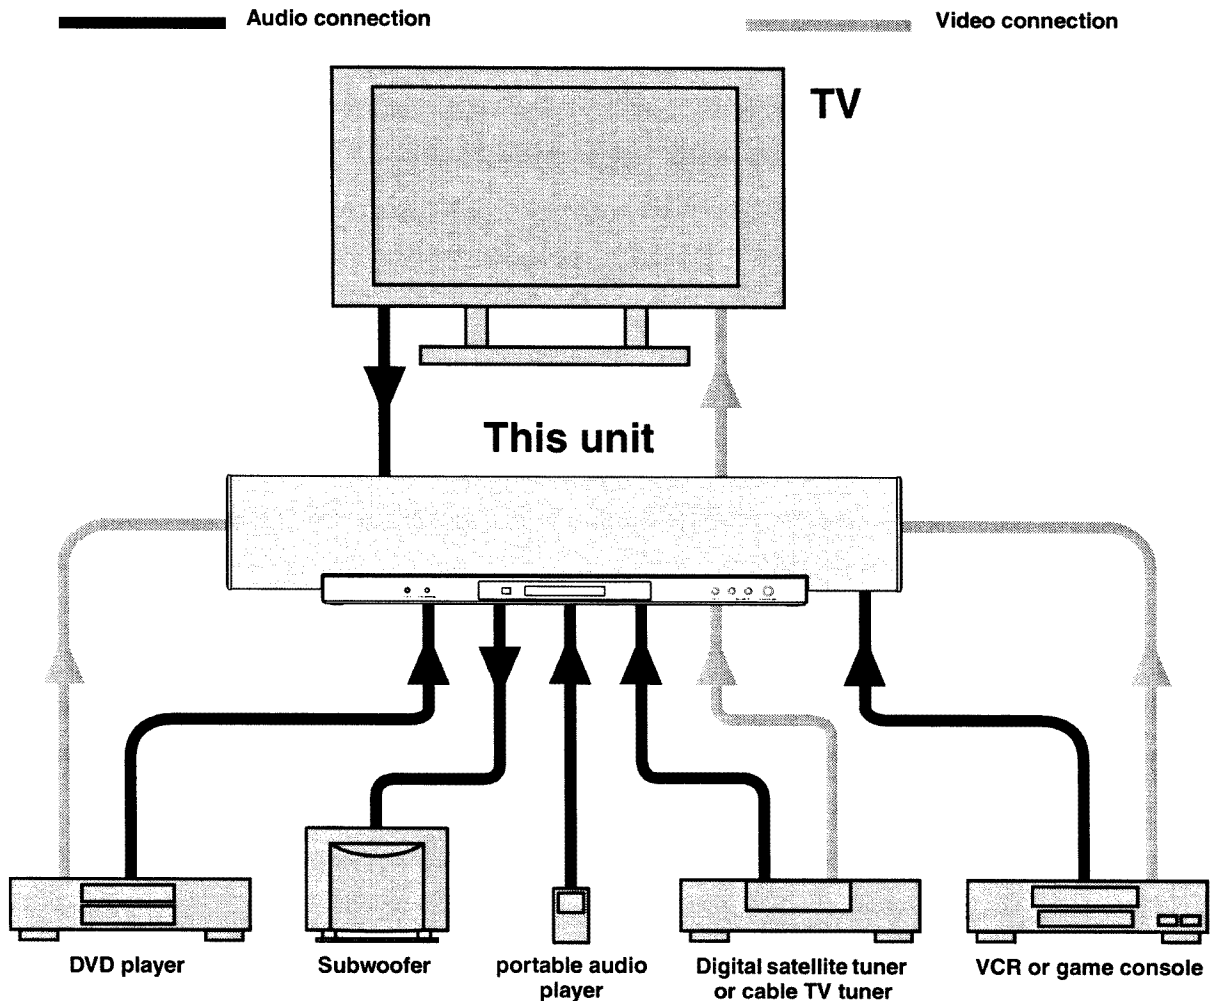 Audio connection
Video connection
TV
This unit
DVD player
Subwoofer
portable audio
player
Digital satellite tuner
or cable TV tuner
VCR or game console